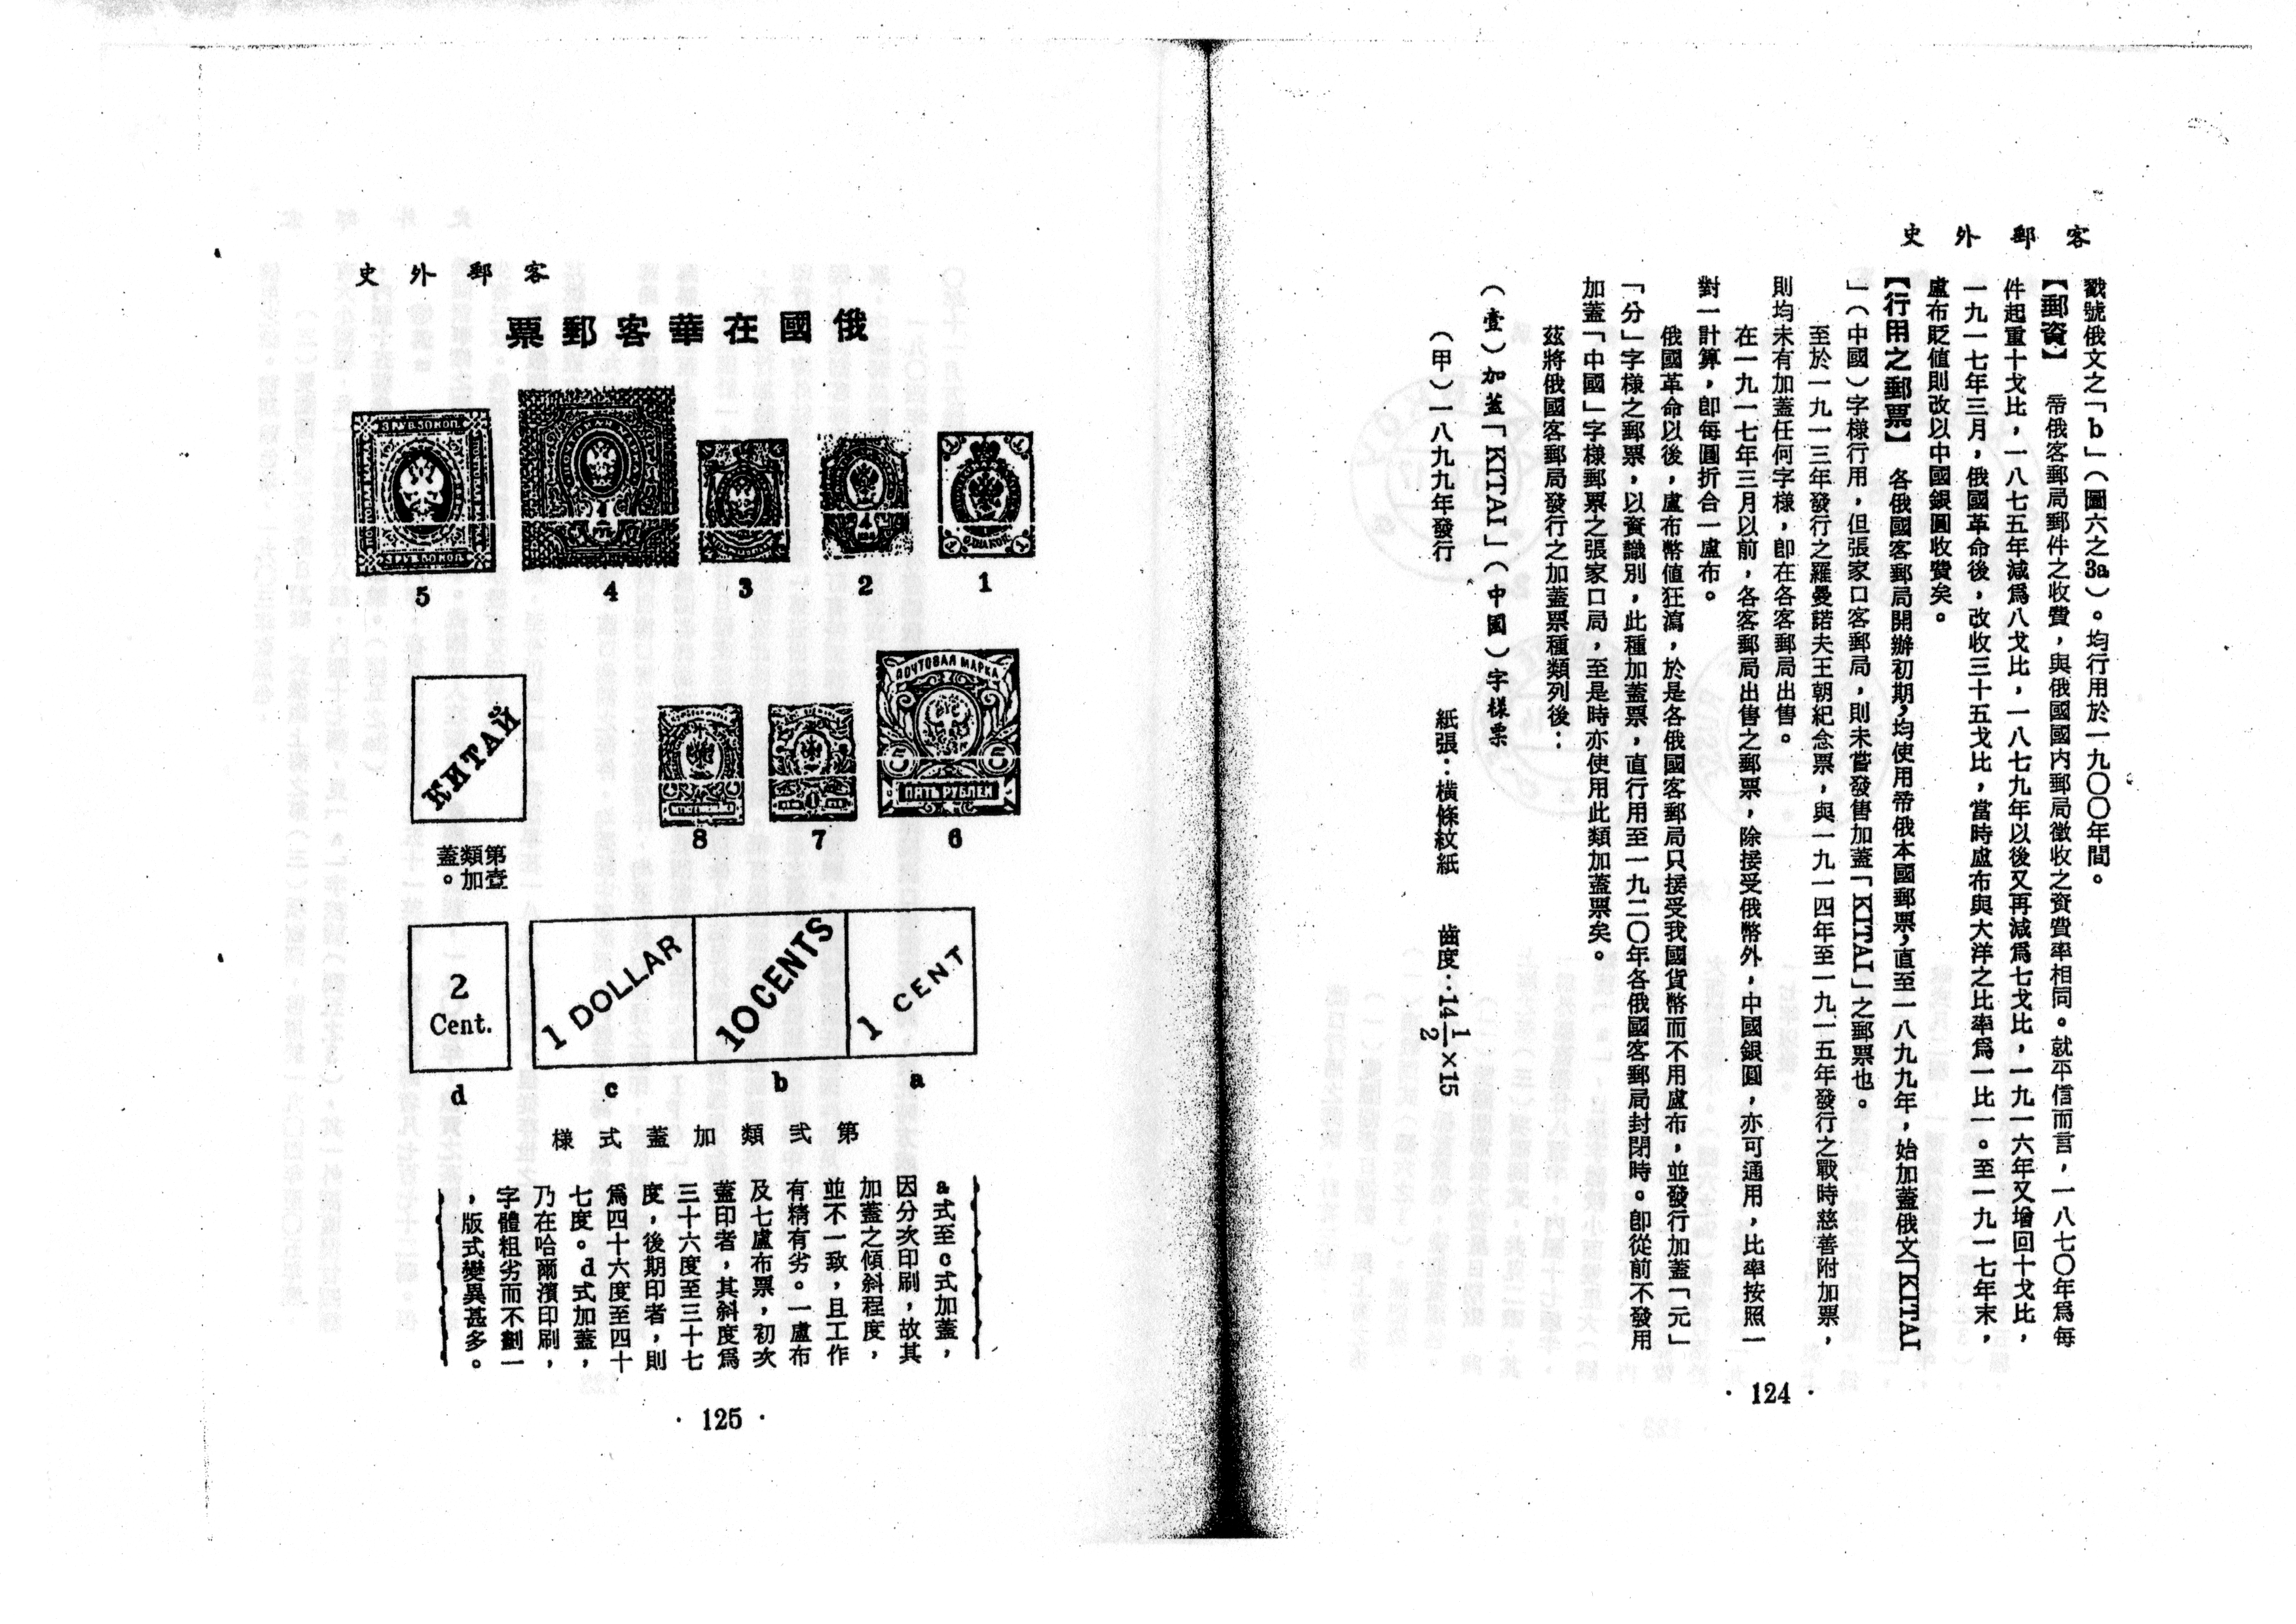 客郵外史
戳號俄文之「b」(圖六之3a)。均行用於一九〇〇年間。
【郵資】 帝俄客郵局郵件之收費，與俄國國內郵局徵收之資費率相同。就平信而言，一八七〇年爲每
件起重十戈比，一八七五年減爲八戈比，一八七九年以後又再減爲七戈比，一九一六年又增回十戈比，
一九一七年三月，俄國革命後，改收三十五戈比，當時盧布與大洋之比率爲一比一。至一九一七年末，
盧布貶值則改以中國銀圓收費矣。
【行用之郵票】 各俄國客郵局開辦初期，均使用帝俄本國郵票，直至一八九九年，始加蓋俄文「KITAI
」(中國)字樣行用，但張家口客郵局，則未嘗發售加蓋「KITAI」之郵票也。
至於一九一三年發行之羅曼諾夫王朝紀念票，與一九一四年至一九一五年發行之戰時慈善附加票，
則均未有加蓋任何字樣，卽在各客郵局出售。
在一九一七年三月以前，各客郵局出售之郵票，除接受俄幣外，中國銀圓，亦可通用，比率按照一
對一計算，卽每圓折合一盧布。
俄國革命以後，盧布幣值狂瀉，於是各俄國客郵局只接受我國貨幣而不用盧布，並發行加蓋「元」
「分」字樣之郵票，以資識別，此種加蓋票，直行用至一九二〇年各俄國客郵局封閉時。卽從前不發用
加蓋「中國」字樣郵票之張家口局，至是時亦使用此類加蓋票矣。
茲將俄國客郵局發行之加蓋票種類列後：
(壹)加蓋「KITAI」(中國)字樣票
(甲)一八九九年發行 紙張：橫條紋紙 齒度：14½×15
· 124 ·
客郵外史
俄國在華客郵票
1
2
3
4
3 РУБ.50 КОП.
3 РУБ.50 КОП.
5
ПОЧТОВАЯ МАРКА
5 5
ПЯТЬ РУБЛЕЙ
6
7
8
КИТАЙ
第壹
類加
蓋。
1 CENT
a
10 CENTS
b
1 DOLLAR
c
2
Cent.
d
第弍類加蓋式樣
a式至c式加蓋，
因分次印刷，故其
加蓋之傾斜程度，
並不一致，且工作
有精有劣。一盧布
及七盧布票，初次
蓋印者，其斜度爲
三十六度至三十七
度，後期印者，則
爲四十六度至四十
七度。d式加蓋，
乃在哈爾濱印刷，
字體粗劣而不劃一
，版式變異甚多。
· 125 ·